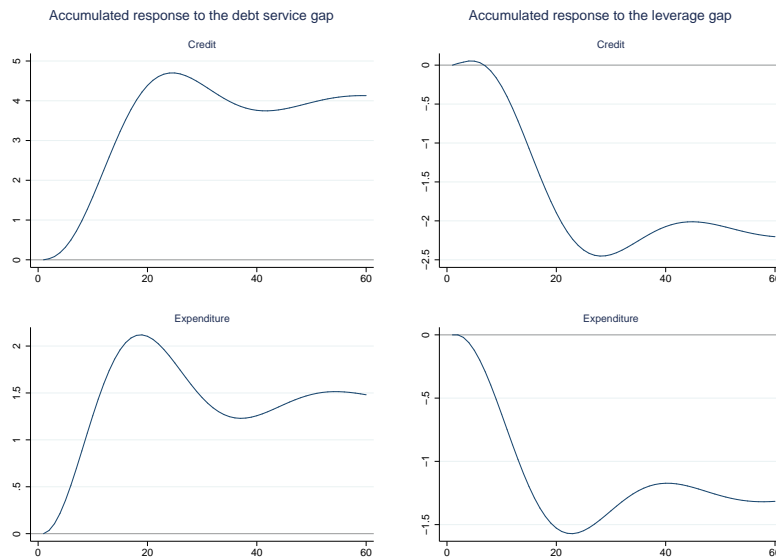 Accumulated response to the debt service gap
Credit
5
4
3
2
1
0
0 20 40 60
Expenditure
2
1.5
1
.5
0
0 20 40 60
Accumulated response to the leverage gap
Credit
0
-.5
-1
-1.5
-2
-2.5
0 20 40 60
Expenditure
0
-.5
-1
-1.5
0 20 40 60